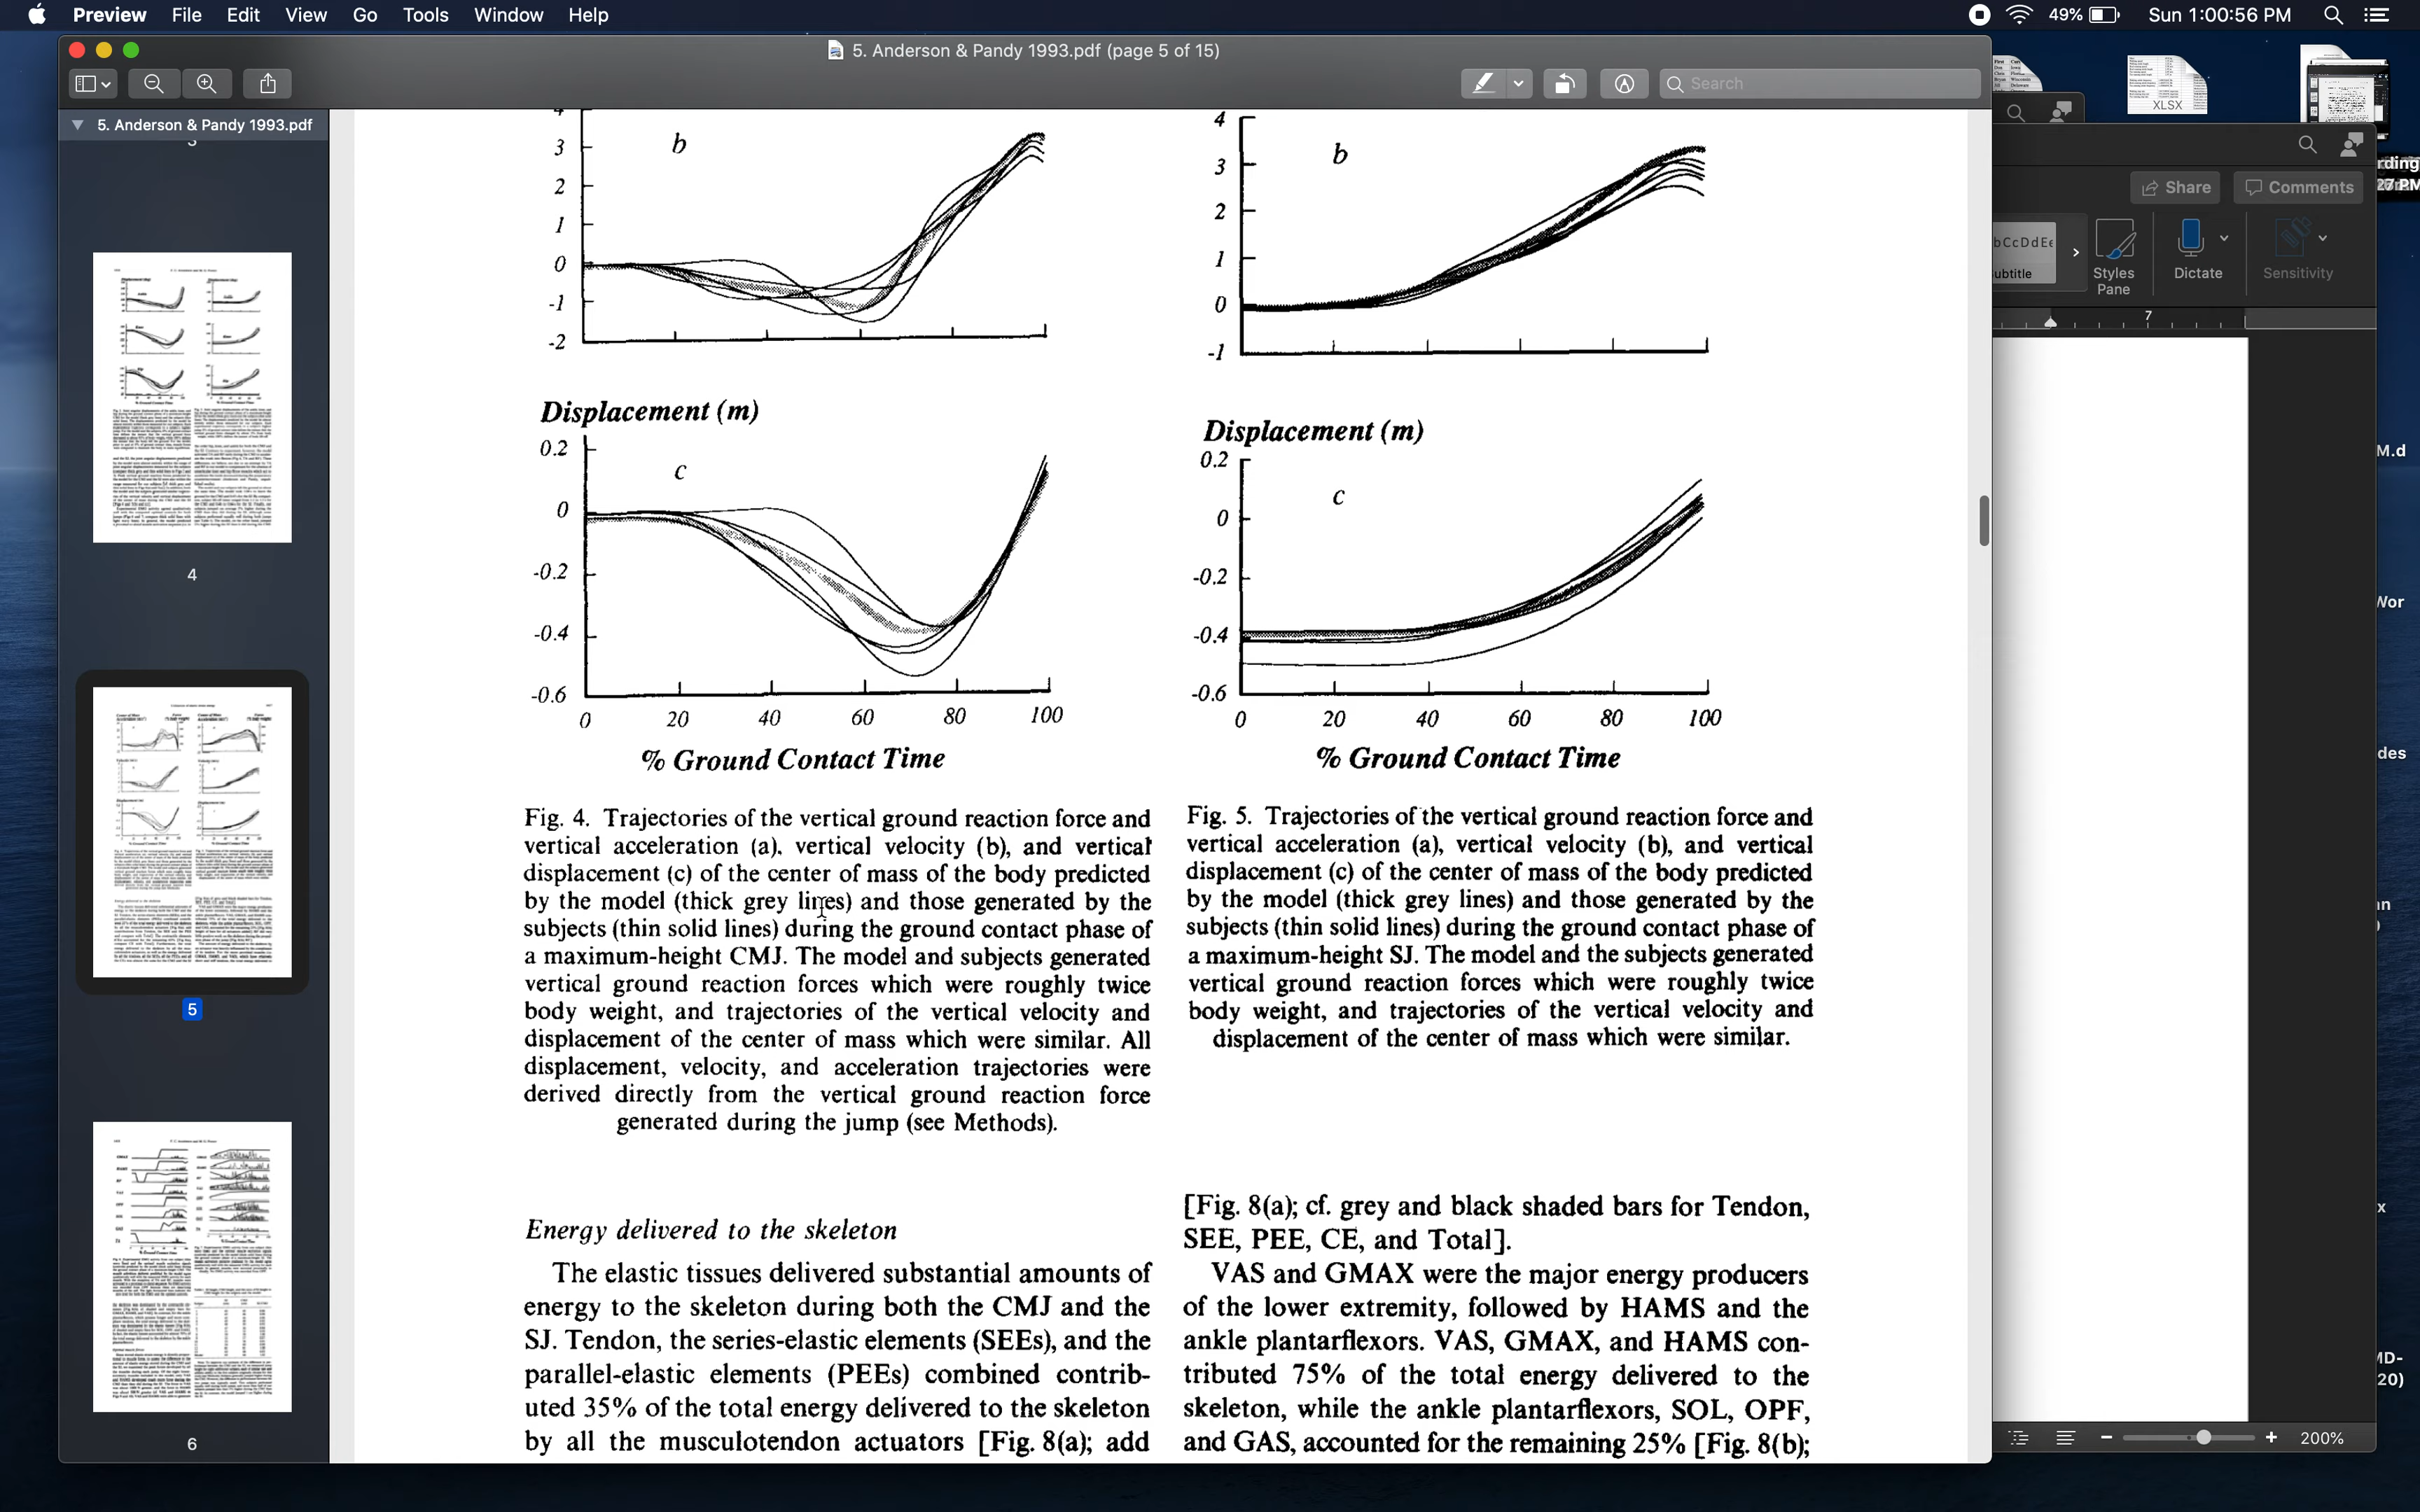 Preview File Edit View Go Tools Window Help
49% Sun 1:00:56 PM
5. Anderson & Pandy 1993.pdf (page 5 of 15)
Search
5. Anderson & Pandy 1993.pdf
3
4
5
6
4
3
2
1
0
-1
-2
b
Displacement (m)
0.2
0
-0.2
-0.4
-0.6
c
0 20 40 60 80 100
% Ground Contact Time
Fig. 4. Trajectories of the vertical ground reaction force and
vertical acceleration (a), vertical velocity (b), and vertical
displacement (c) of the center of mass of the body predicted
by the model (thick grey lines) and those generated by the
subjects (thin solid lines) during the ground contact phase of
a maximum-height CMJ. The model and subjects generated
vertical ground reaction forces which were roughly twice
body weight, and trajectories of the vertical velocity and
displacement of the center of mass which were similar. All
displacement, velocity, and acceleration trajectories were
derived directly from the vertical ground reaction force
generated during the jump (see Methods).
Energy delivered to the skeleton
The elastic tissues delivered substantial amounts of
energy to the skeleton during both the CMJ and the
SJ. Tendon, the series-elastic elements (SEEs), and the
parallel-elastic elements (PEEs) combined contrib-
uted 35% of the total energy delivered to the skeleton
by all the musculotendon actuators [Fig. 8(a); add
4
3
2
1
0
-1
b
Displacement (m)
0.2
0
-0.2
-0.4
-0.6
c
0 20 40 60 80 100
% Ground Contact Time
Fig. 5. Trajectories of the vertical ground reaction force and
vertical acceleration (a), vertical velocity (b), and vertical
displacement (c) of the center of mass of the body predicted
by the model (thick grey lines) and those generated by the
subjects (thin solid lines) during the ground contact phase of
a maximum-height SJ. The model and the subjects generated
vertical ground reaction forces which were roughly twice
body weight, and trajectories of the vertical velocity and
displacement of the center of mass which were similar.
[Fig. 8(a); cf. grey and black shaded bars for Tendon,
SEE, PEE, CE, and Total].
VAS and GMAX were the major energy producers
of the lower extremity, followed by HAMS and the
ankle plantarflexors. VAS, GMAX, and HAMS con-
tributed 75% of the total energy delivered to the
skeleton, while the ankle plantarflexors, SOL, OPF,
and GAS, accounted for the remaining 25% [Fig. 8(b);
XLSX
Share Comments
Styles
Pane
Dictate
Sensitivity
7
200%